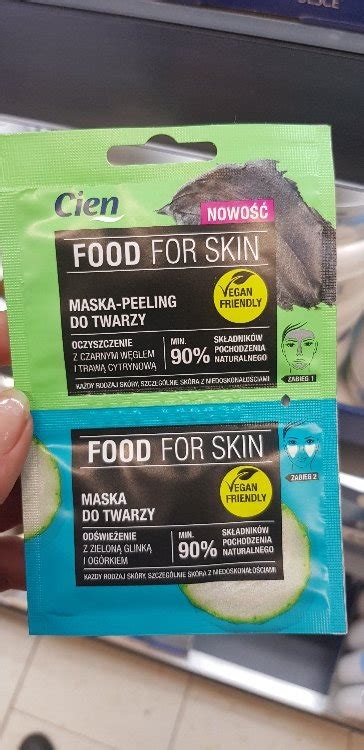 Cien
NOWOŚĆ
FOOD FOR SKIN
MASKA-PEELING
DO TWARZY
VEGAN
FRIENDLY
OCZYSZCZENIE
Z CZARNYM WĘGLEM
I TRAWĄ CYTRYNOWĄ
MIN.
90%
SKŁADNIKÓW
POCHODZENIA
NATURALNEGO
KAŻDY RODZAJ SKÓRY, SZCZEGÓLNIE SKÓRA Z NIEDOSKONAŁOŚCIAMI
ZABIEG 1
FOOD FOR SKIN
MASKA
DO TWARZY
VEGAN
FRIENDLY
ODŚWIEŻENIE
Z ZIELONĄ GLINKĄ
I OGÓRKIEM
MIN.
90%
SKŁADNIKÓW
POCHODZENIA
NATURALNEGO
KAŻDY RODZAJ SKÓRY, SZCZEGÓLNIE SKÓRA Z NIEDOSKONAŁOŚCIAMI
ZABIEG 2